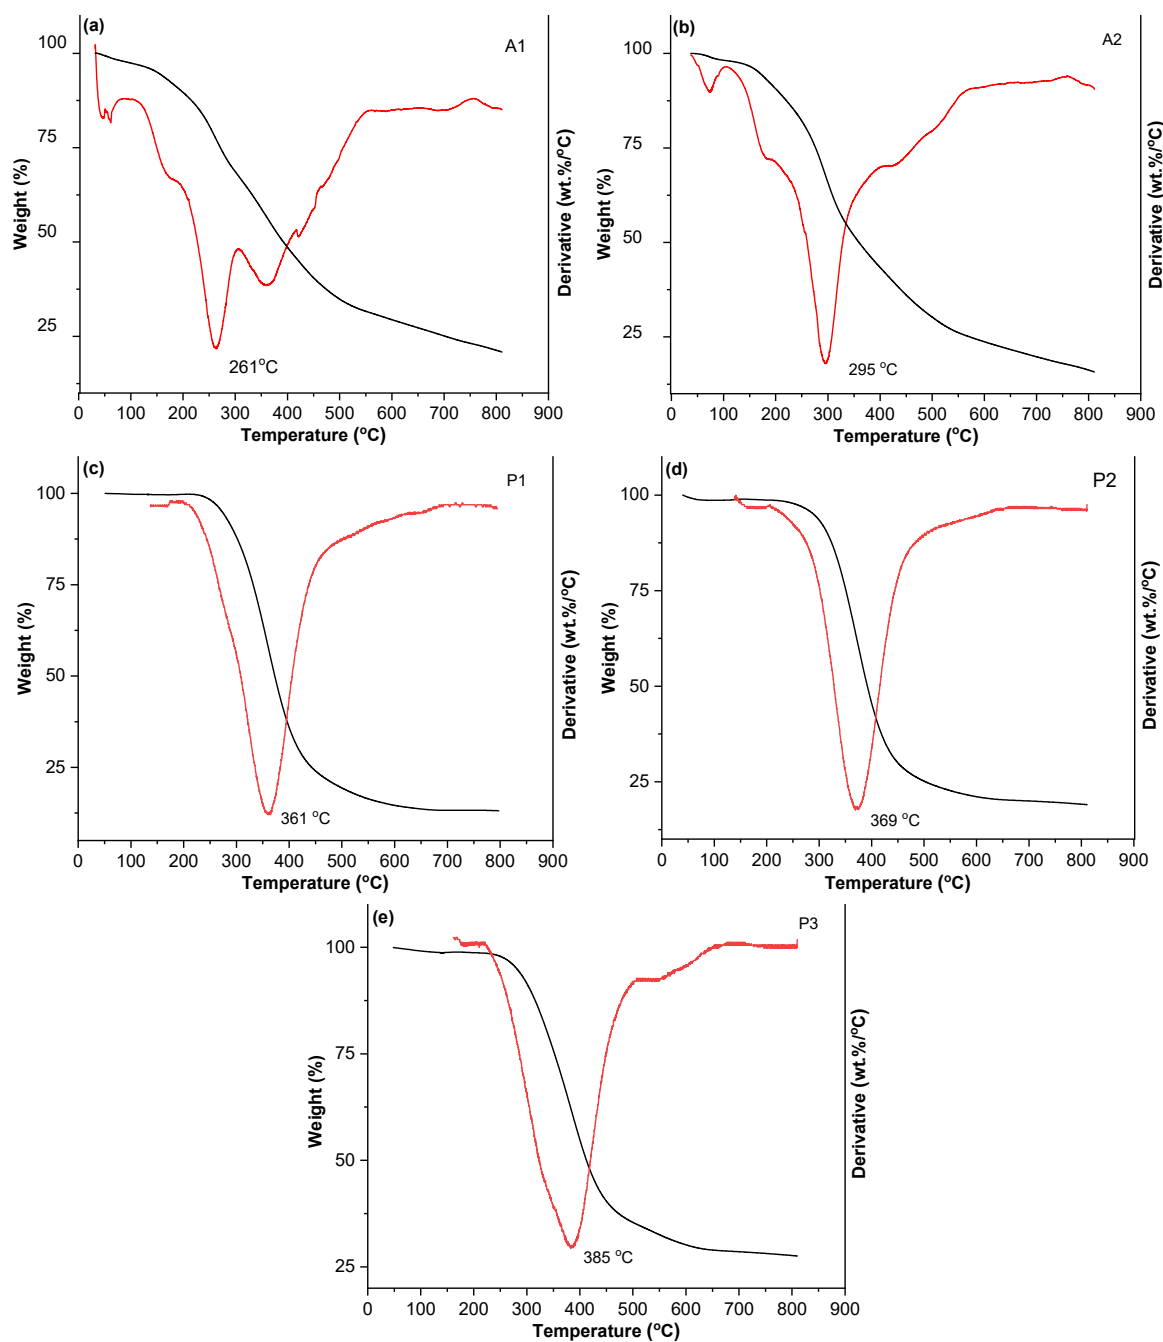 (a)
A1
100
75
50
25
Weight (%)
Derivative (wt.%/°C)
261°C
0 100 200 300 400 500 600 700 800 900
Temperature (°C)
(b)
A2
100
75
50
25
Weight (%)
Derivative (wt.%/°C)
295 °C
0 100 200 300 400 500 600 700 800 900
Temperature (°C)
(c)
P1
100
75
50
25
Weight (%)
Derivative (wt.%/°C)
361 °C
0 100 200 300 400 500 600 700 800 900
Temperature (°C)
(d)
P2
100
75
50
25
Weight (%)
Derivative (wt.%/°C)
369 °C
0 100 200 300 400 500 600 700 800 900
Temperature (°C)
(e)
P3
100
75
50
25
Weight (%)
Derivative (wt.%/°C)
385 °C
0 100 200 300 400 500 600 700 800 900
Temperature (°C)